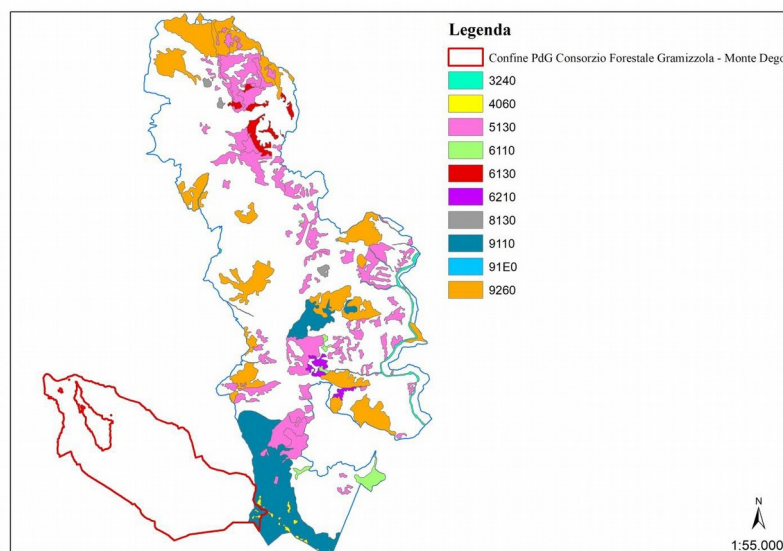 Legenda
Confine PdG Consorzio Forestale Gramizzola - Monte Dego
3240
4060
5130
6110
6130
6210
8130
9110
91E0
9260
N
1:55.000